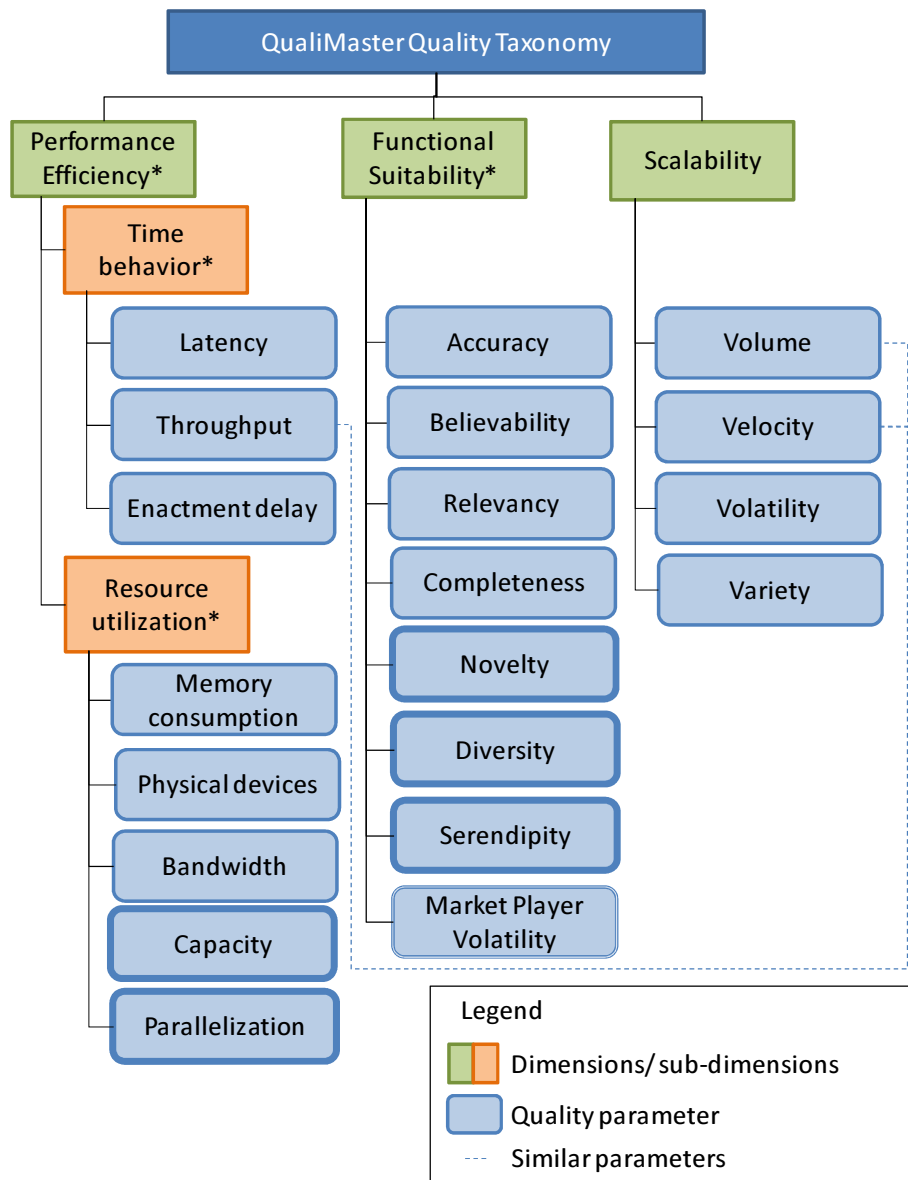 QualiMaster Quality Taxonomy
Performance
Efficiency*
Functional
Suitability*
Scalability
Time
behavior*
Latency
Throughput
Enactment delay
Resource
utilization*
Memory
consumption
Physical devices
Bandwidth
Capacity
Parallelization
Accuracy
Believability
Relevancy
Completeness
Novelty
Diversity
Serendipity
Market Player
Volatility
Volume
Velocity
Volatility
Variety
Legend
Dimensions/ sub-dimensions
Quality parameter
Similar parameters